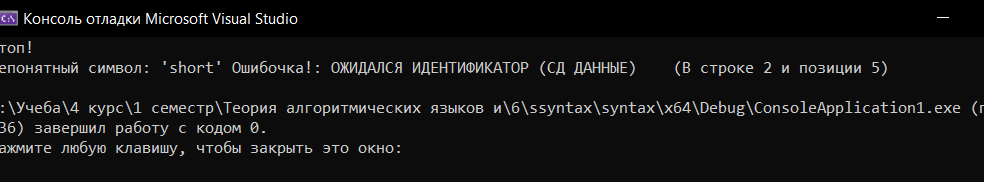 Консоль отладки Microsoft Visual Studio
топ!
епонятный символ: 'short' Ошибочка!: ОЖИДАЛСЯ ИДЕНТИФИКАТОР (СД ДАННЫЕ) (В строке 2 и позиции 5)
:\Учеба\4 курс\1 семестр\Теория алгоритмических языков и\6\ssyntax\syntax\x64\Debug\ConsoleApplication1.exe (п
36) завершил работу с кодом 0.
ажмите любую клавишу, чтобы закрыть это окно: